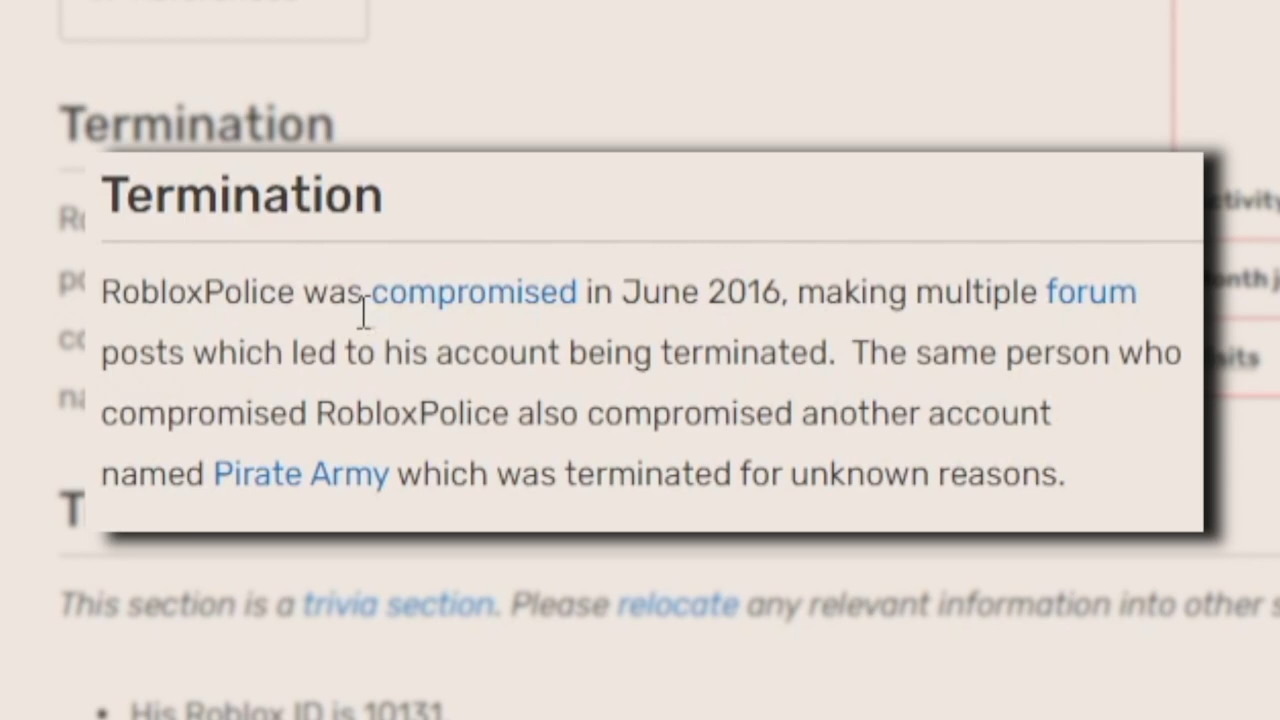 Termination
Termination
RobloxPolice was compromised in June 2016, making multiple forum
posts which led to his account being terminated.  The same person who
compromised RobloxPolice also compromised another account
named Pirate Army which was terminated for unknown reasons.
This section is a trivia section. Please relocate any relevant information into other
His Roblox ID is 10131.